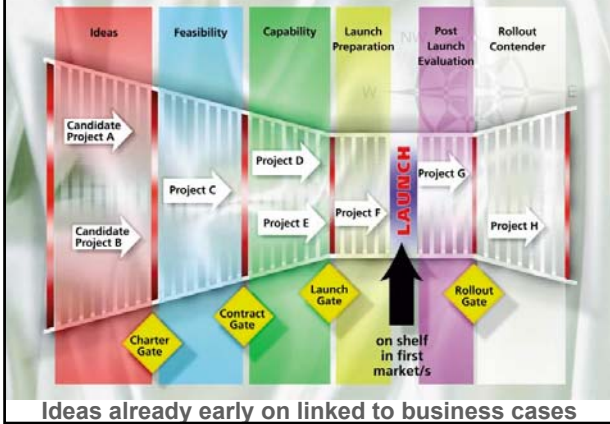 Ideas
Feasibility
Capability
Launch
Preparation
Post
Launch
Evaluation
Rollout
Contender
NW
W
E
Candidate
Project A
Candidate
Project B
Project C
Project D
Project E
Project F
LAUNCH
Project G
Project H
Charter
Gate
Contract
Gate
Launch
Gate
Rollout
Gate
on shelf
in first
market/s
Ideas already early on linked to business cases